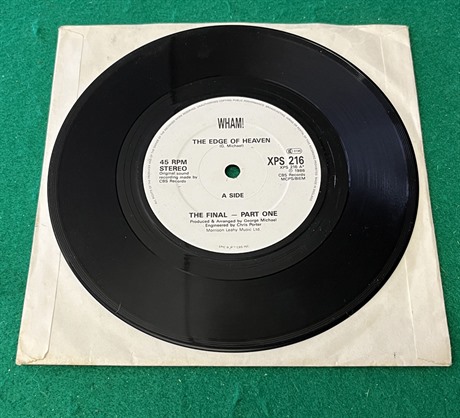 WHAM!
THE EDGE OF HEAVEN
(G. Michael)
45 RPM
STEREO
Original sound
recording made by
CBS Records
XPS 216
XPS 216 A
℗ 1986
CBS Records
MCPS/BIEM
A SIDE
THE FINAL — PART ONE
Produced & Arranged by George Michael
Engineered by Chris Porter
Morrison Leahy Music Ltd.